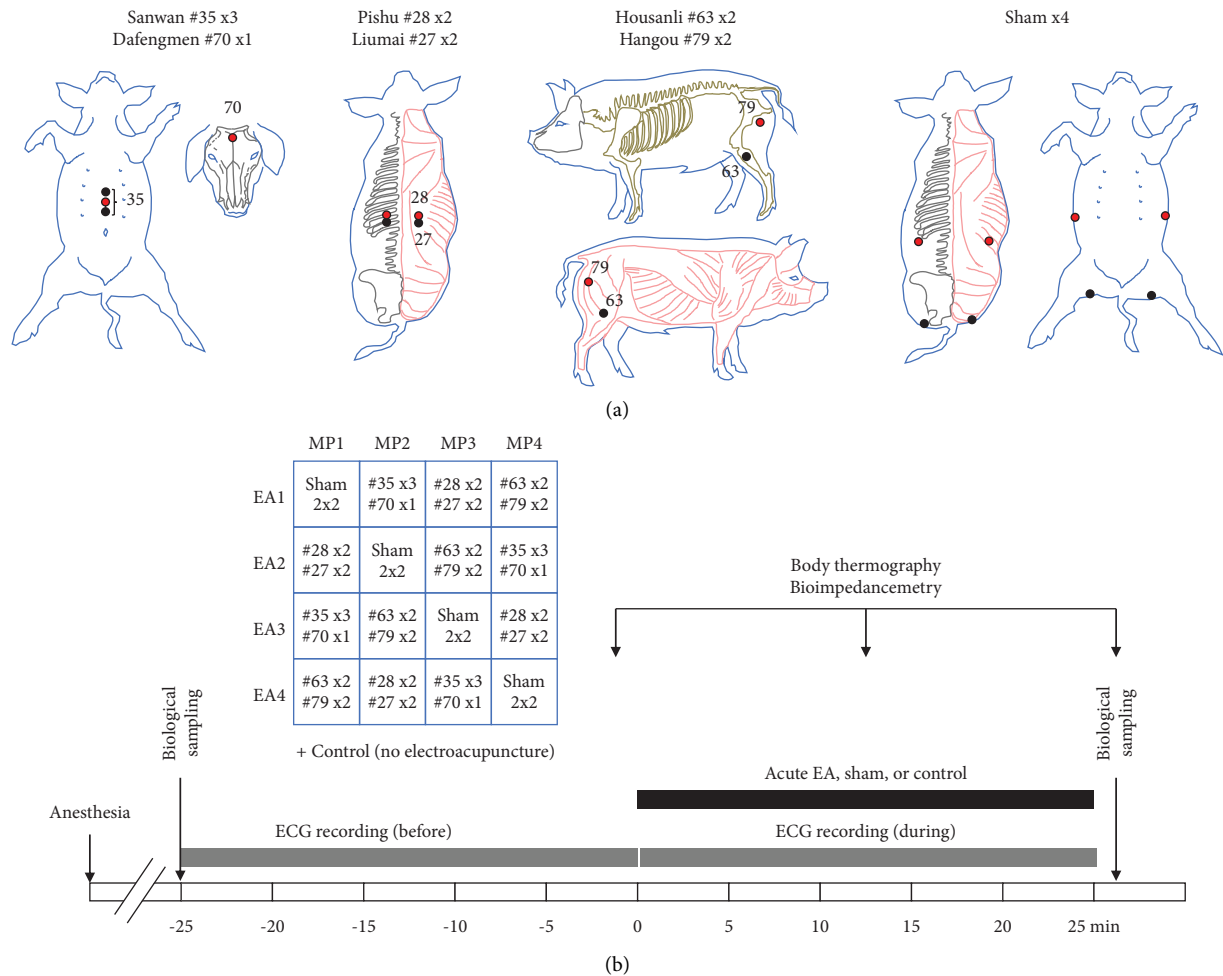 Sanwan #35 x3
Dafengmen #70 x1
Pishu #28 x2
Liumai #27 x2
Housanli #63 x2
Hangou #79 x2
Sham x4
70
35
28
27
79
63
79
63
(a)
MP1 MP2 MP3 MP4
EA1
Sham
2x2
#35 x3
#70 x1
#28 x2
#27 x2
#63 x2
#79 x2
EA2
#28 x2
#27 x2
Sham
2x2
#63 x2
#79 x2
#35 x3
#70 x1
EA3
#35 x3
#70 x1
#63 x2
#79 x2
Sham
2x2
#28 x2
#27 x2
EA4
#63 x2
#79 x2
#28 x2
#27 x2
#35 x3
#70 x1
Sham
2x2
+ Control (no electroacupuncture)
Body thermography
Bioimpedancemetry
Biological
sampling
Biological
sampling
Anesthesia
Acute EA, sham, or control
ECG recording (before)
ECG recording (during)
-25 -20 -15 -10 -5 0 5 10 15 20 25 min
(b)